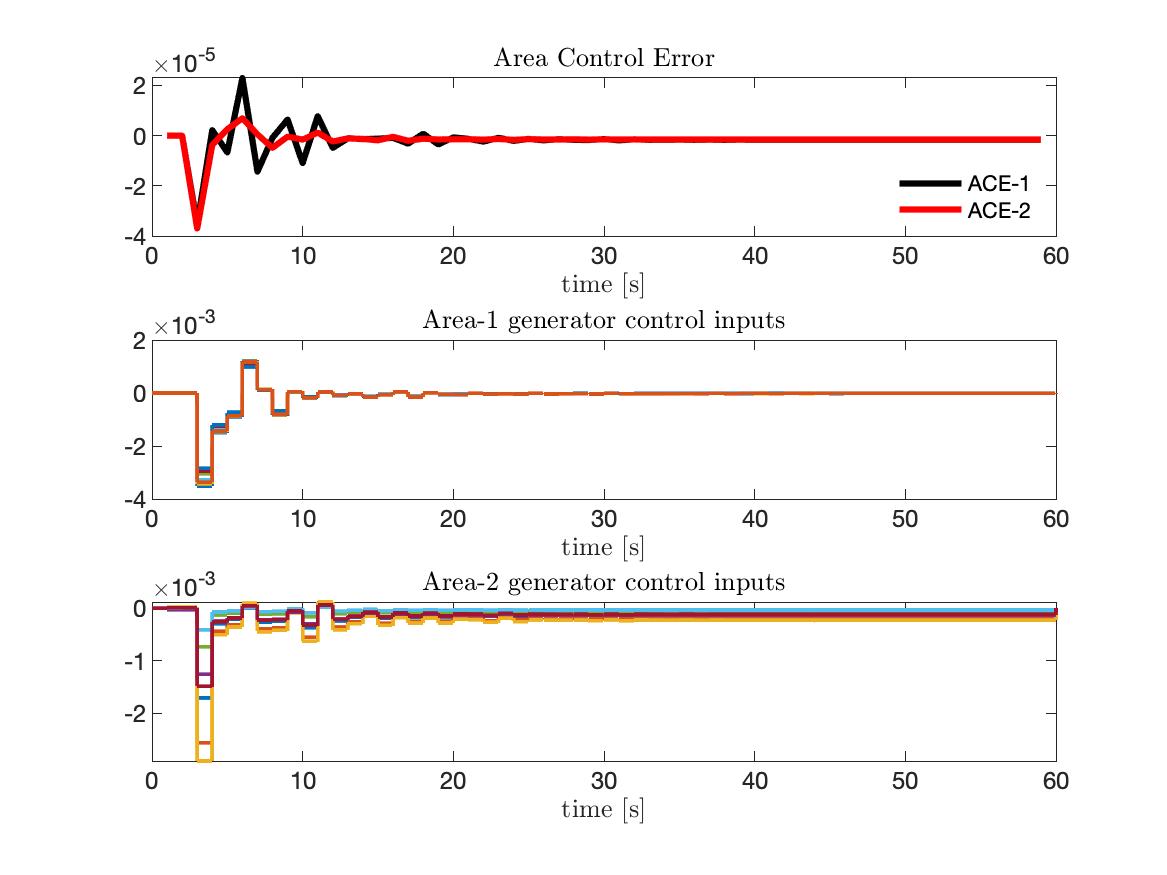 Area Control Error
×10-5
2
0
-2
-4
ACE-1
ACE-2
0 10 20 30 40 50 60
time [s]
Area-1 generator control inputs
×10-3
2
0
-2
-4
0 10 20 30 40 50 60
time [s]
Area-2 generator control inputs
×10-3
0
-1
-2
0 10 20 30 40 50 60
time [s]